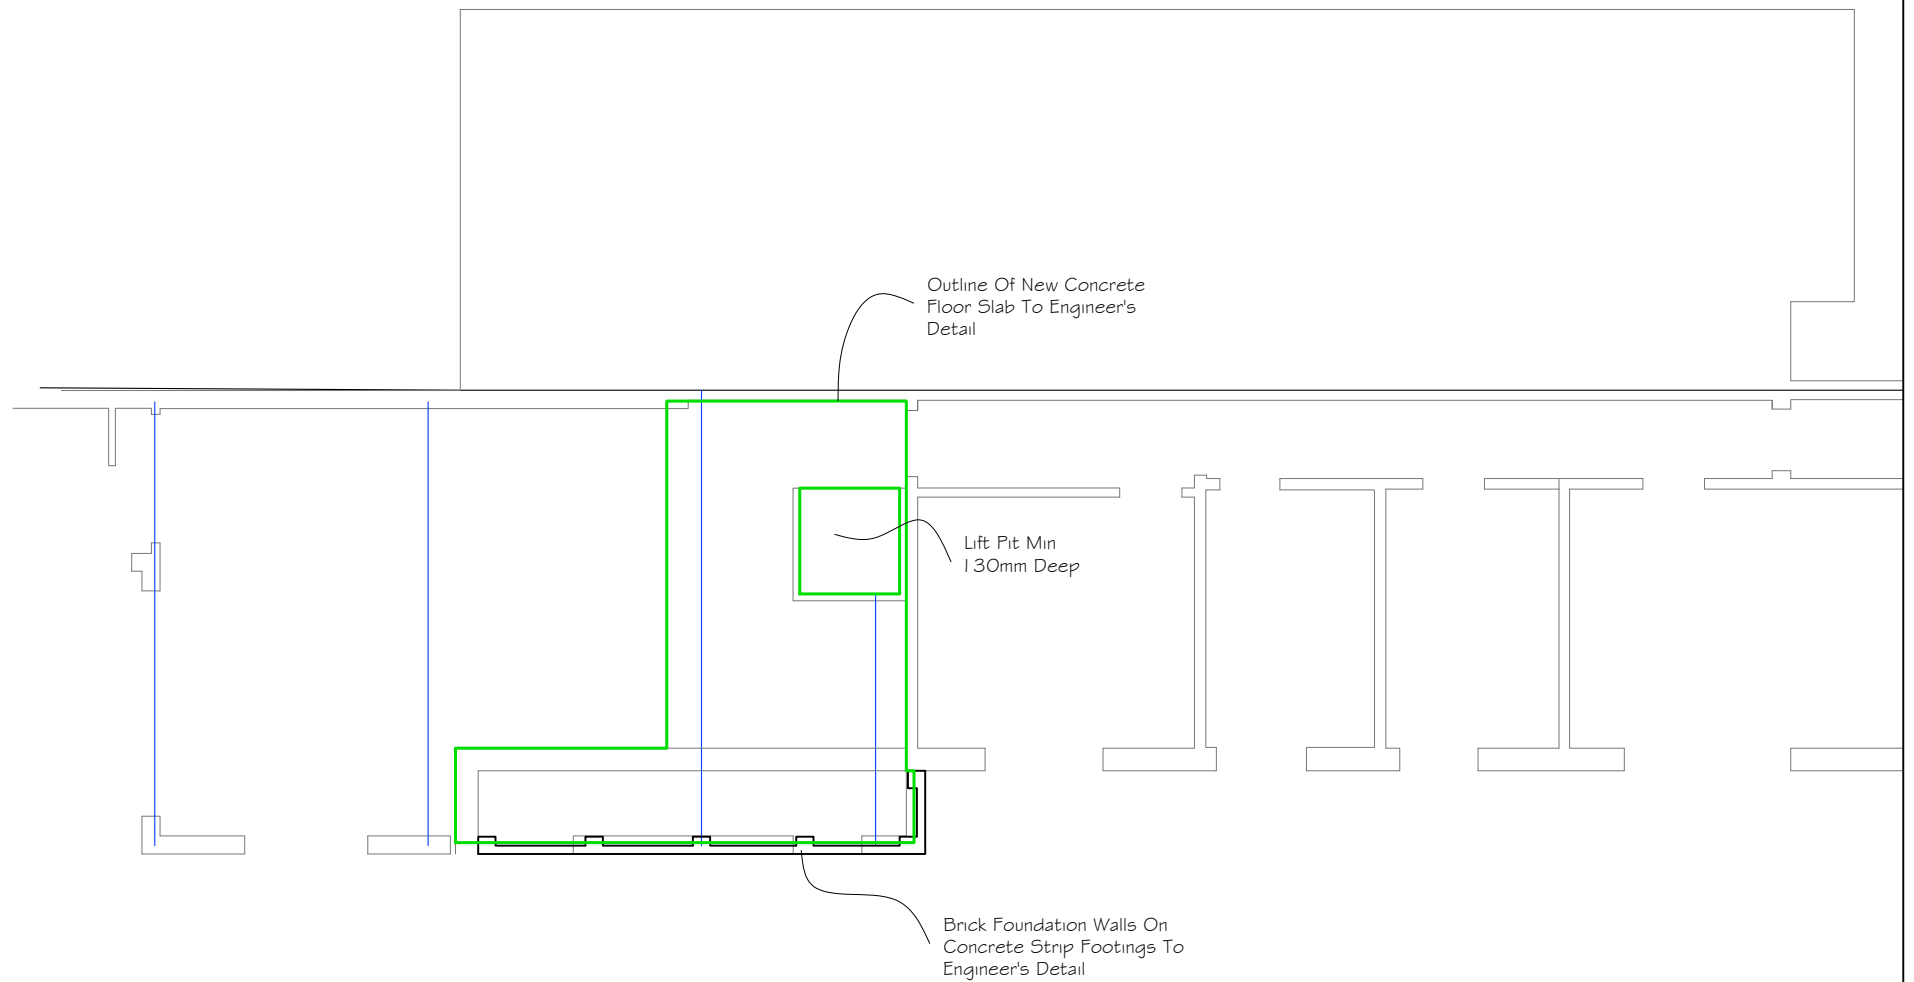 Outline Of New Concrete
Floor Slab To Engineer's
Detail
Lift Pit Min
130mm Deep
Brick Foundation Walls On
Concrete Strip Footings To
Engineer's Detail